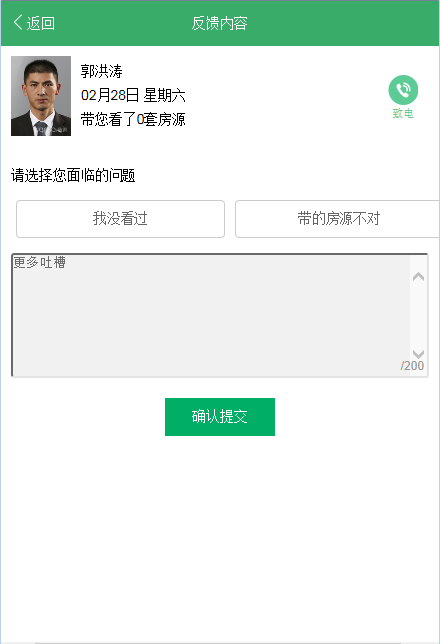 返回
反馈内容
郭洪涛
02月28日 星期六
带您看了0套房源
致电
请选择您面临的问题
我没看过
带的房源不对
更多吐槽
/200
确认提交